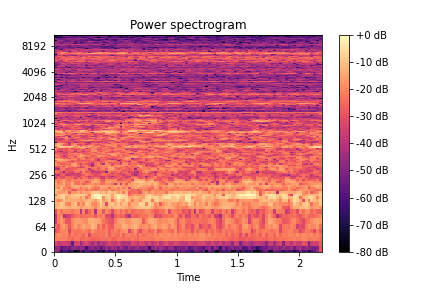 Power spectrogram
8192
4096
2048
1024
512
256
128
64
0
Hz
0 0.5 1 1.5 2
Time
+0 dB
-10 dB
-20 dB
-30 dB
-40 dB
-50 dB
-60 dB
-70 dB
-80 dB